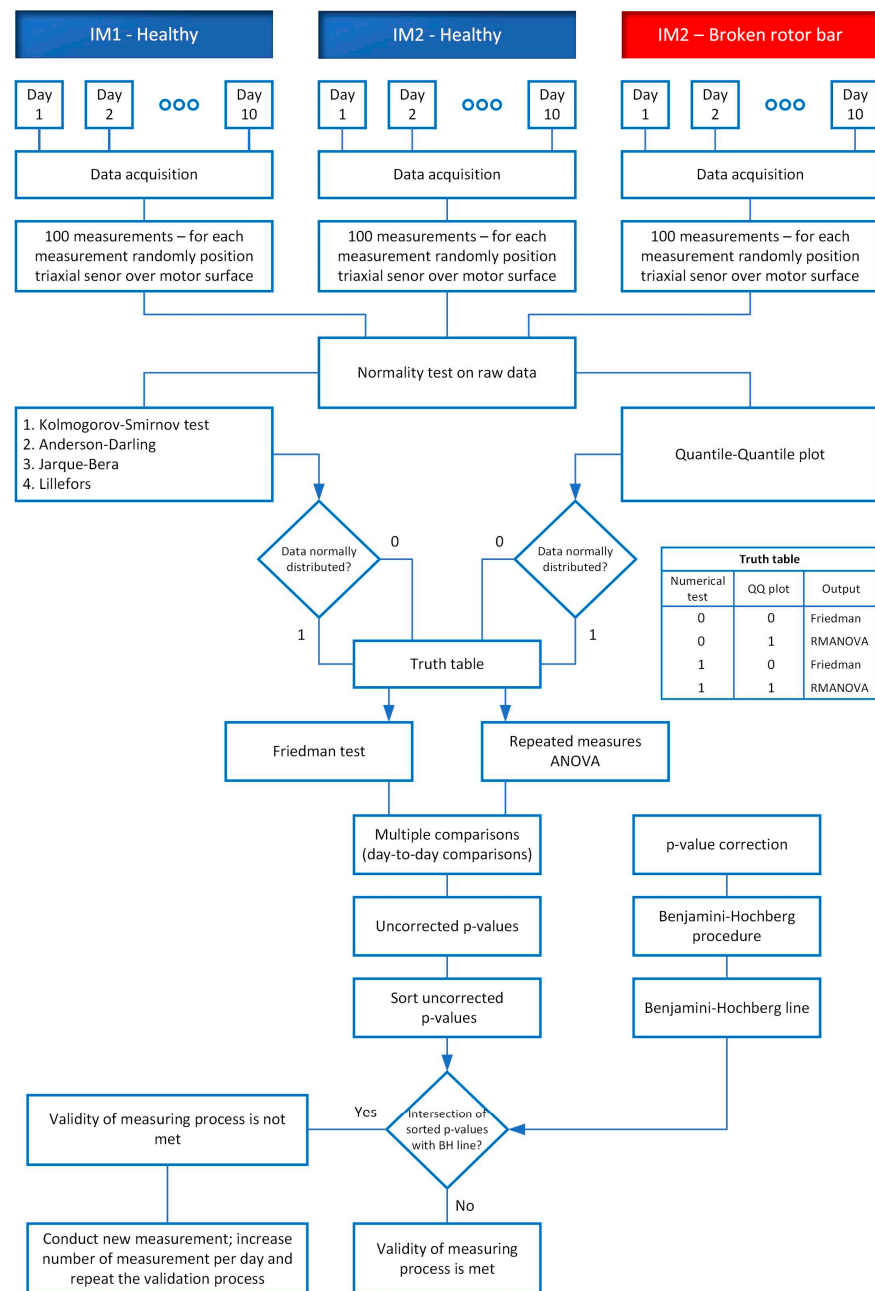 IM1 - Healthy
IM2 - Healthy
IM2 – Broken rotor bar
Day
1
Day
2
Day
10
Day
1
Day
2
Day
10
Day
1
Day
2
Day
10
Data acquisition
Data acquisition
Data acquisition
100 measurements – for each
measurement randomly position
triaxial senor over motor surface
100 measurements – for each
measurement randomly position
triaxial senor over motor surface
100 measurements – for each
measurement randomly position
triaxial senor over motor surface
Normality test on raw data
1. Kolmogorov-Smirnov test
2. Anderson-Darling
3. Jarque-Bera
4. Lillefors
Quantile-Quantile plot
Data normally
distributed?
0
1
Data normally
distributed?
0
1
Truth table
Numerical
test
QQ plot
Output
0 0 Friedman
0 1 RMANOVA
1 0 Friedman
1 1 RMANOVA
Truth table
Friedman test
Repeated measures
ANOVA
Multiple comparisons
(day-to-day comparisons)
p-value correction
Uncorrected p-values
Benjamini-Hochberg
procedure
Sort uncorrected
p-values
Benjamini-Hochberg line
Intersection of
sorted p-values
with BH line?
Yes
No
Validity of measuring process is not
met
Conduct new measurement; increase
number of measurement per day and
repeat the validation process
Validity of measuring
process is met